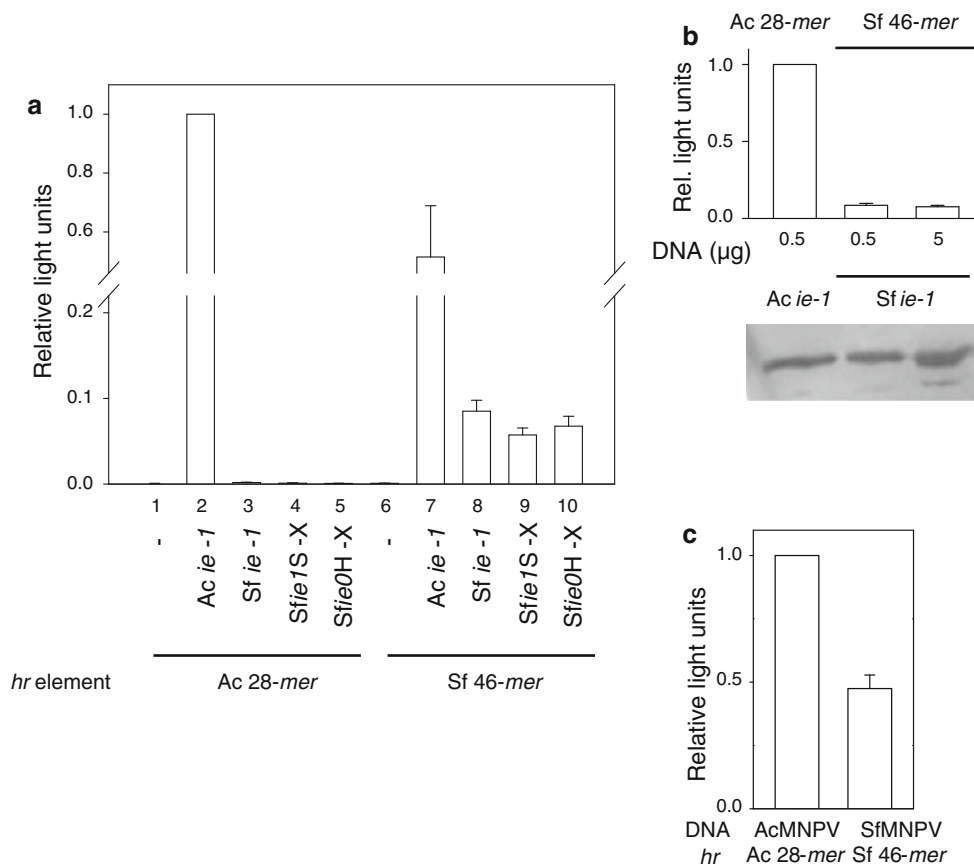 a
Relative light units
1.0
0.8
0.6
0.2
0.1
0.0
1 2 3 4 5 6 7 8 9 10
-
Ac ie -1
Sf ie -1
Sfie1S -X
Sfie0H -X
-
Ac ie -1
Sf ie -1
Sfie1S -X
Sfie0H -X
hr element Ac 28-mer Sf 46-mer
b
Ac 28-mer Sf 46-mer
Rel. light units
1.0
0.5
0.0
DNA (µg) 0.5 0.5 5
Ac ie-1 Sf ie-1
c
Relative light units
1.0
0.5
0.0
DNA AcMNPV SfMNPV
hr Ac 28-mer Sf 46-mer